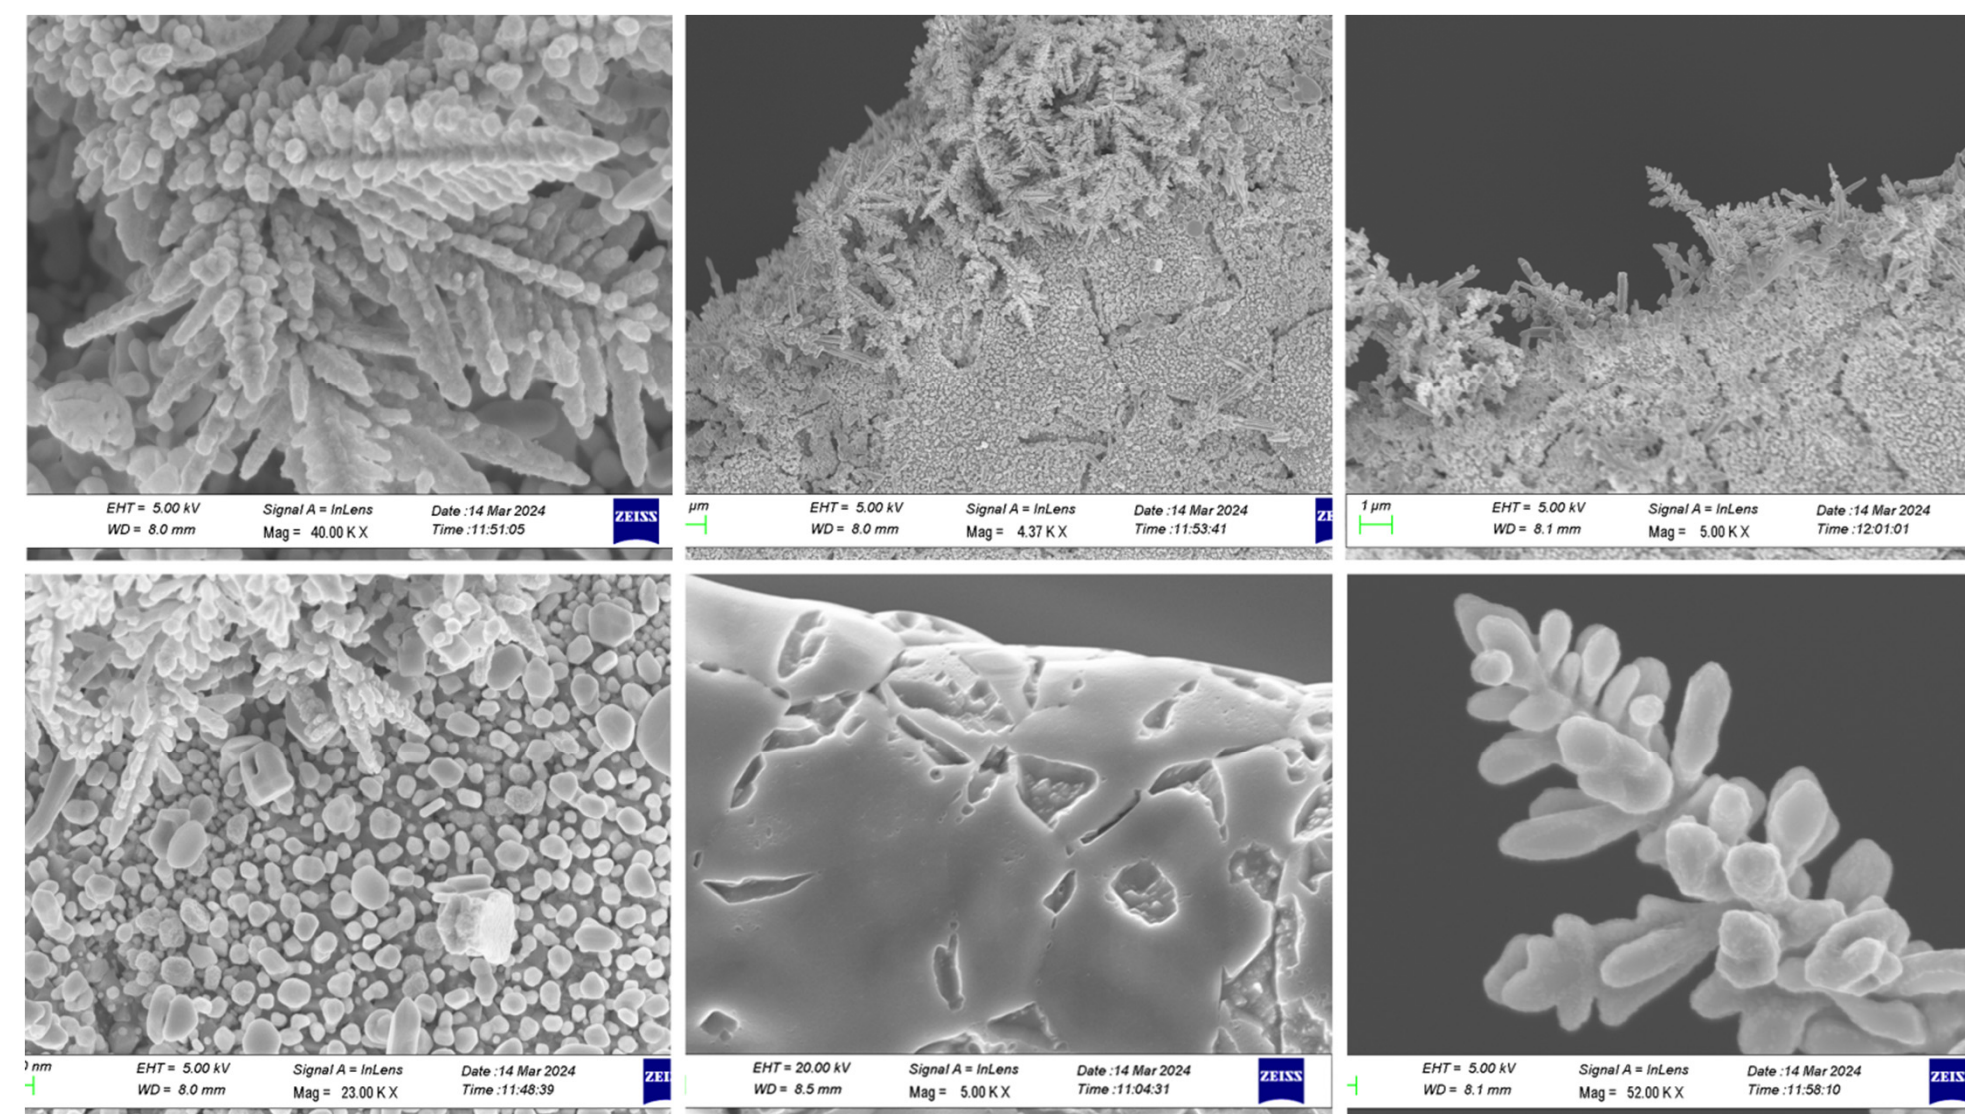 EHT = 5.00 kV Signal A = InLens Date :14 Mar 2024 ZEISS
WD = 8.0 mm Mag = 40.00 K X Time :11:51:05
µm EHT = 5.00 kV Signal A = InLens Date :14 Mar 2024 ZE
WD = 8.0 mm Mag = 4.37 K X Time :11:53:41
1 µm EHT = 5.00 kV Signal A = InLens Date :14 Mar 2024
WD = 8.1 mm Mag = 5.00 K X Time :12:01:01
nm EHT = 5.00 kV Signal A = InLens Date :14 Mar 2024 ZEI
WD = 8.0 mm Mag = 23.00 K X Time :11:48:39
EHT = 20.00 kV Signal A = InLens Date :14 Mar 2024 ZEISS
WD = 8.5 mm Mag = 5.00 K X Time :11:04:31
EHT = 5.00 kV Signal A = InLens Date :14 Mar 2024 ZEIS
WD = 8.1 mm Mag = 52.00 K X Time :11:58:10